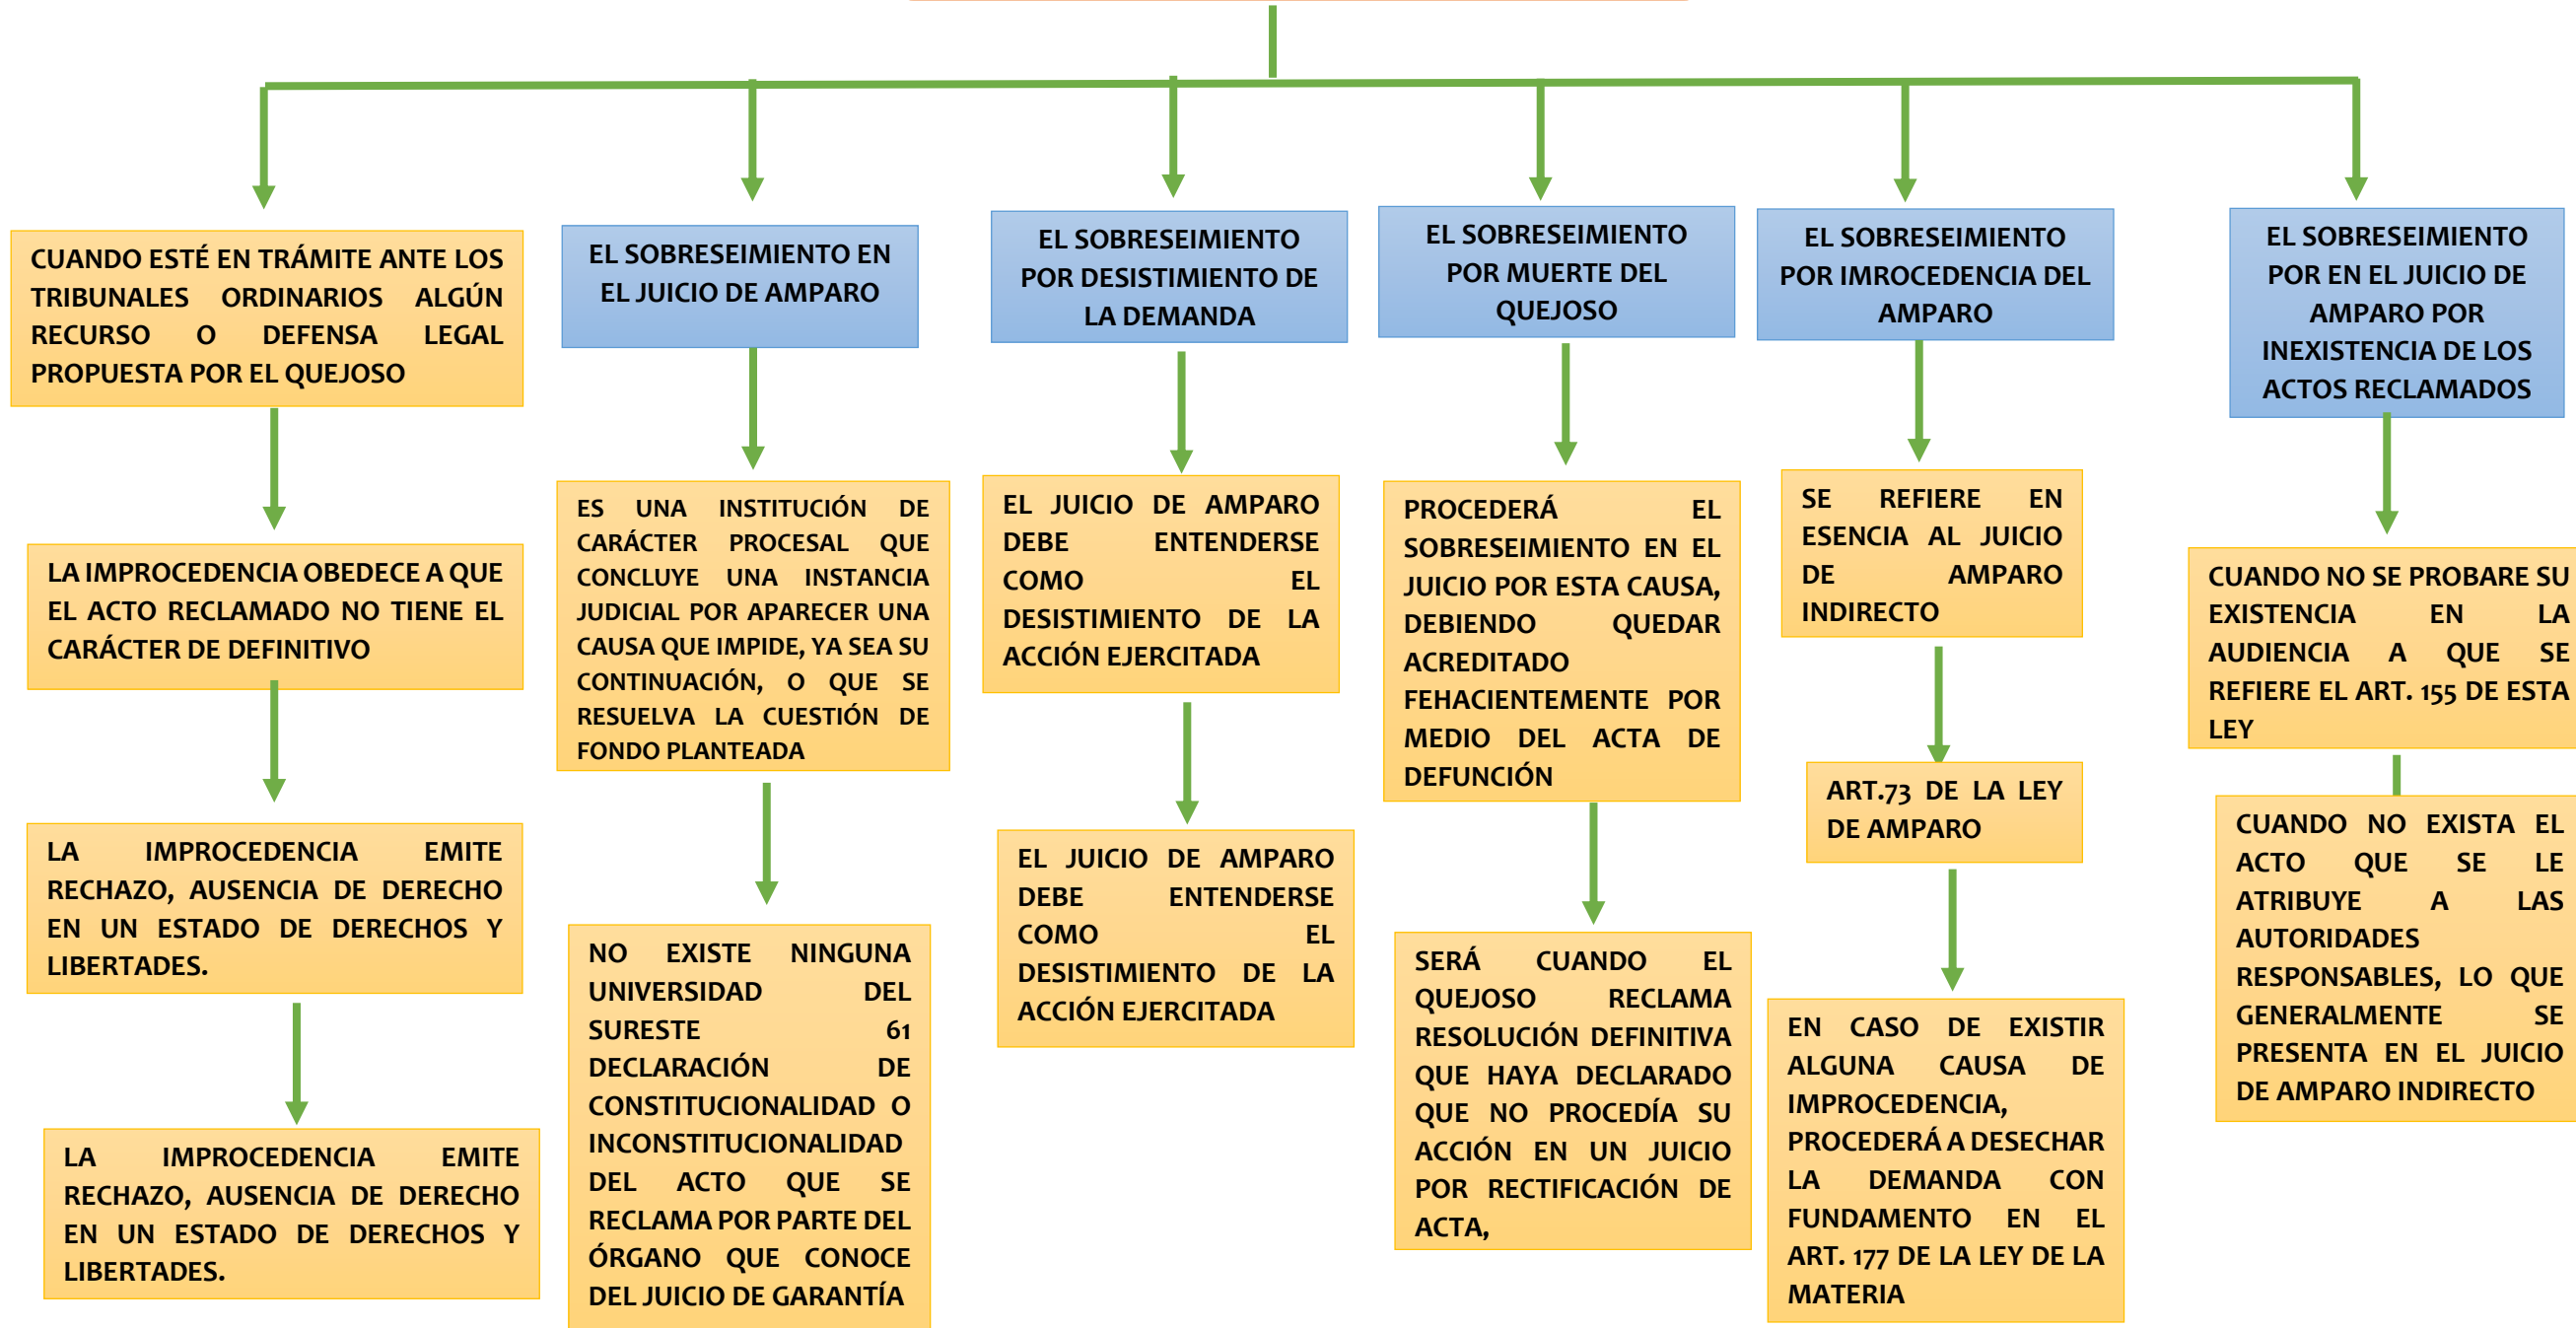 CUANDO ESTÉ EN TRÁMITE ANTE LOS
TRIBUNALES ORDINARIOS ALGÚN
RECURSO O DEFENSA LEGAL
PROPUESTA POR EL QUEJOSO
LA IMPROCEDENCIA OBEDECE A QUE
EL ACTO RECLAMADO NO TIENE EL
CARÁCTER DE DEFINITIVO
LA IMPROCEDENCIA EMITE
RECHAZO, AUSENCIA DE DERECHO
EN UN ESTADO DE DERECHOS Y
LIBERTADES.
LA IMPROCEDENCIA EMITE
RECHAZO, AUSENCIA DE DERECHO
EN UN ESTADO DE DERECHOS Y
LIBERTADES.
EL SOBRESEIMIENTO EN
EL JUICIO DE AMPARO
ES UNA INSTITUCIÓN DE
CARÁCTER PROCESAL QUE
CONCLUYE UNA INSTANCIA
JUDICIAL POR APARECER UNA
CAUSA QUE IMPIDE, YA SEA SU
CONTINUACIÓN, O QUE SE
RESUELVA LA CUESTIÓN DE
FONDO PLANTEADA
NO EXISTE NINGUNA
UNIVERSIDAD DEL
SURESTE 61
DECLARACIÓN DE
CONSTITUCIONALIDAD O
INCONSTITUCIONALIDAD
DEL ACTO QUE SE
RECLAMA POR PARTE DEL
ÓRGANO QUE CONOCE
DEL JUICIO DE GARANTÍA
EL SOBRESEIMIENTO
POR DESISTIMIENTO DE
LA DEMANDA
EL JUICIO DE AMPARO
DEBE ENTENDERSE
COMO EL
DESISTIMIENTO DE LA
ACCIÓN EJERCITADA
EL JUICIO DE AMPARO
DEBE ENTENDERSE
COMO EL
DESISTIMIENTO DE LA
ACCIÓN EJERCITADA
EL SOBRESEIMIENTO
POR MUERTE DEL
QUEJOSO
PROCEDERÁ EL
SOBRESEIMIENTO EN EL
JUICIO POR ESTA CAUSA,
DEBIENDO QUEDAR
ACREDITADO
FEHACIENTEMENTE POR
MEDIO DEL ACTA DE
DEFUNCIÓN
SERÁ CUANDO EL
QUEJOSO RECLAMA
RESOLUCIÓN DEFINITIVA
QUE HAYA DECLARADO
QUE NO PROCEDÍA SU
ACCIÓN EN UN JUICIO
POR RECTIFICACIÓN DE
ACTA,
EL SOBRESEIMIENTO
POR IMROCEDENCIA DEL
AMPARO
SE REFIERE EN
ESENCIA AL JUICIO
DE AMPARO
INDIRECTO
ART.73 DE LA LEY
DE AMPARO
EN CASO DE EXISTIR
ALGUNA CAUSA DE
IMPROCEDENCIA,
PROCEDERÁ A DESECHAR
LA DEMANDA CON
FUNDAMENTO EN EL
ART. 177 DE LA LEY DE LA
MATERIA
EL SOBRESEIMIENTO
POR EN EL JUICIO DE
AMPARO POR
INEXISTENCIA DE LOS
ACTOS RECLAMADOS
CUANDO NO SE PROBARE SU
EXISTENCIA EN LA
AUDIENCIA A QUE SE
REFIERE EL ART. 155 DE ESTA
LEY
CUANDO NO EXISTA EL
ACTO QUE SE LE
ATRIBUYE A LAS
AUTORIDADES
RESPONSABLES, LO QUE
GENERALMENTE SE
PRESENTA EN EL JUICIO
DE AMPARO INDIRECTO